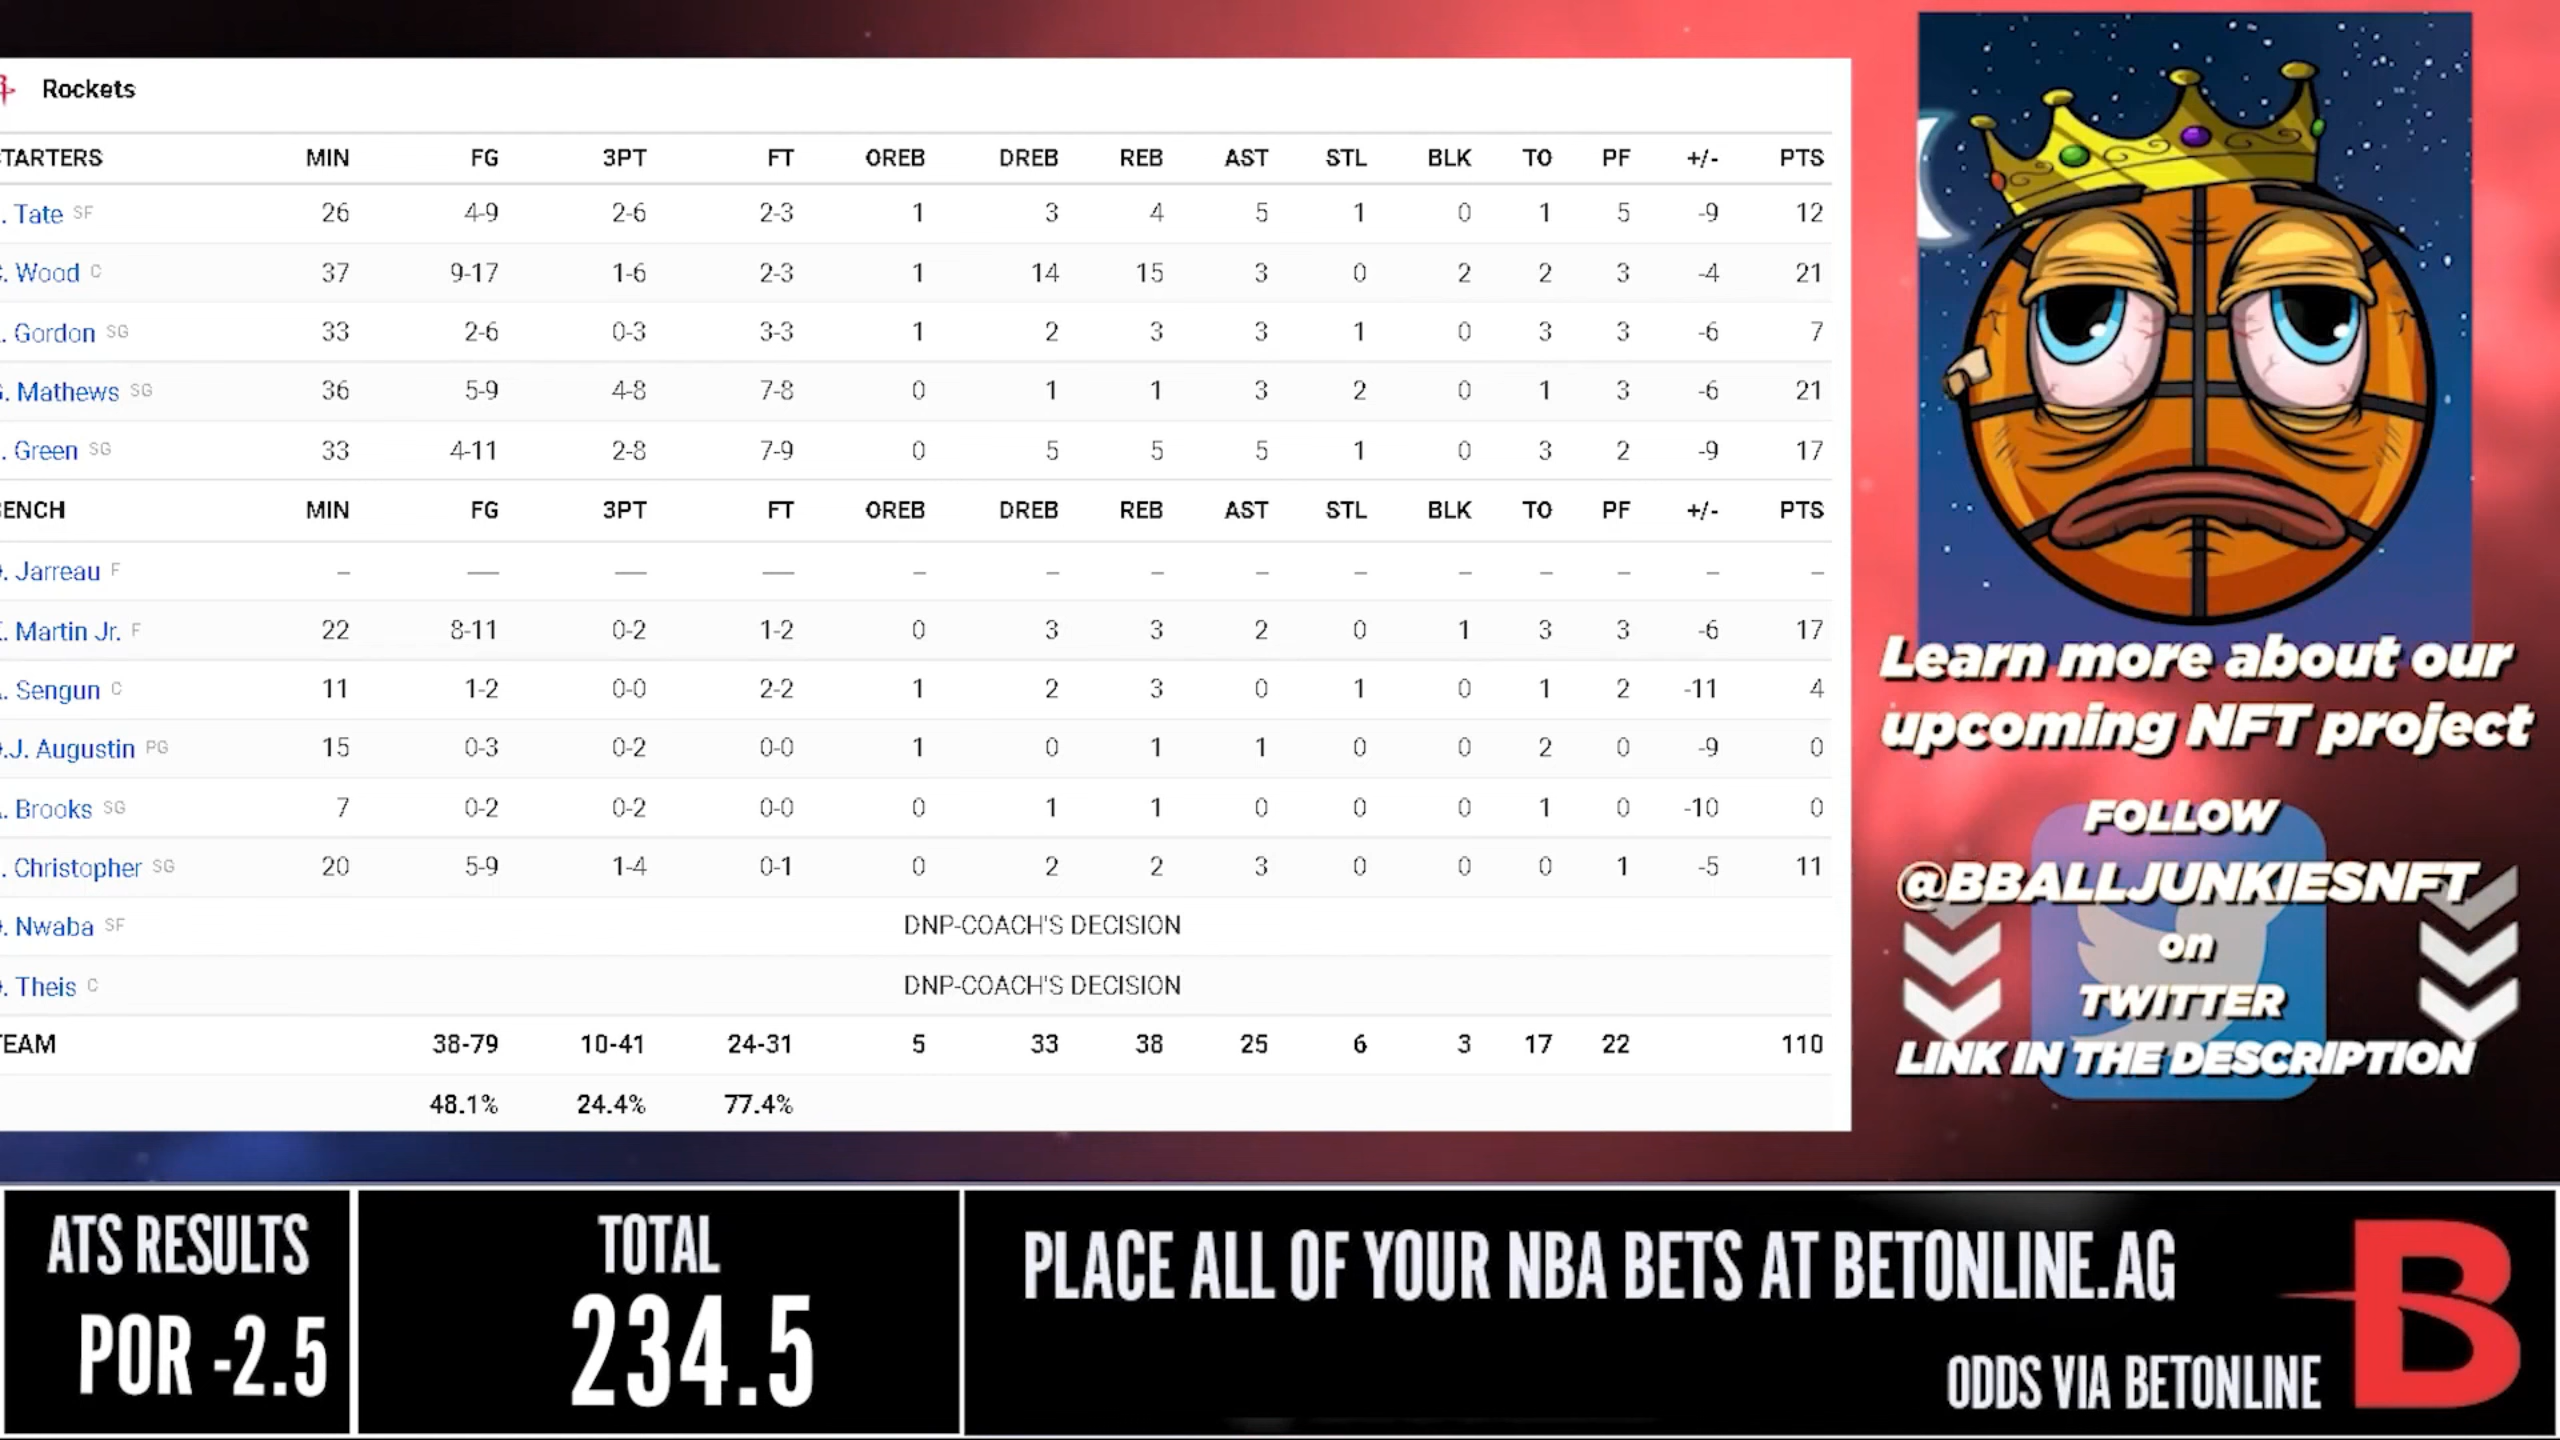 Rockets
TARTERS MIN FG 3PT FT OREB DREB REB AST STL BLK TO PF +/- PTS
. Tate SF 26 4-9 2-6 2-3 1 3 4 5 1 0 1 5 -9 12
. Wood C 37 9-17 1-6 2-3 1 14 15 3 0 2 2 3 -4 21
. Gordon SG 33 2-6 0-3 3-3 1 2 3 3 1 0 3 3 -6 7
. Mathews SG 36 5-9 4-8 7-8 0 1 1 3 2 0 1 3 -6 21
. Green SG 33 4-11 2-8 7-9 0 5 5 5 1 0 3 2 -9 17
ENCH MIN FG 3PT FT OREB DREB REB AST STL BLK TO PF +/- PTS
. Jarreau F – — — — – – – – – – – – – –
. Martin Jr. F 22 8-11 0-2 1-2 0 3 3 2 0 1 3 3 -6 17
. Sengun C 11 1-2 0-0 2-2 1 2 3 0 1 0 1 2 -11 4
.J. Augustin PG 15 0-3 0-2 0-0 1 0 1 1 0 0 2 0 -9 0
. Brooks SG 7 0-2 0-2 0-0 0 1 1 0 0 0 1 0 -10 0
. Christopher SG 20 5-9 1-4 0-1 0 2 2 3 0 0 0 1 -5 11
. Nwaba SF DNP-COACH'S DECISION
. Theis C DNP-COACH'S DECISION
TEAM 38-79 10-41 24-31 5 33 38 25 6 3 17 22 110
48.1% 24.4% 77.4%
Learn more about our
upcoming NFT project
FOLLOW
@BBALLJUNKIESNFT
on
TWITTER
LINK IN THE DESCRIPTION
ATS RESULTS
POR -2.5
TOTAL
234.5
PLACE ALL OF YOUR NBA BETS AT BETONLINE.AG
ODDS VIA BETONLINE
B